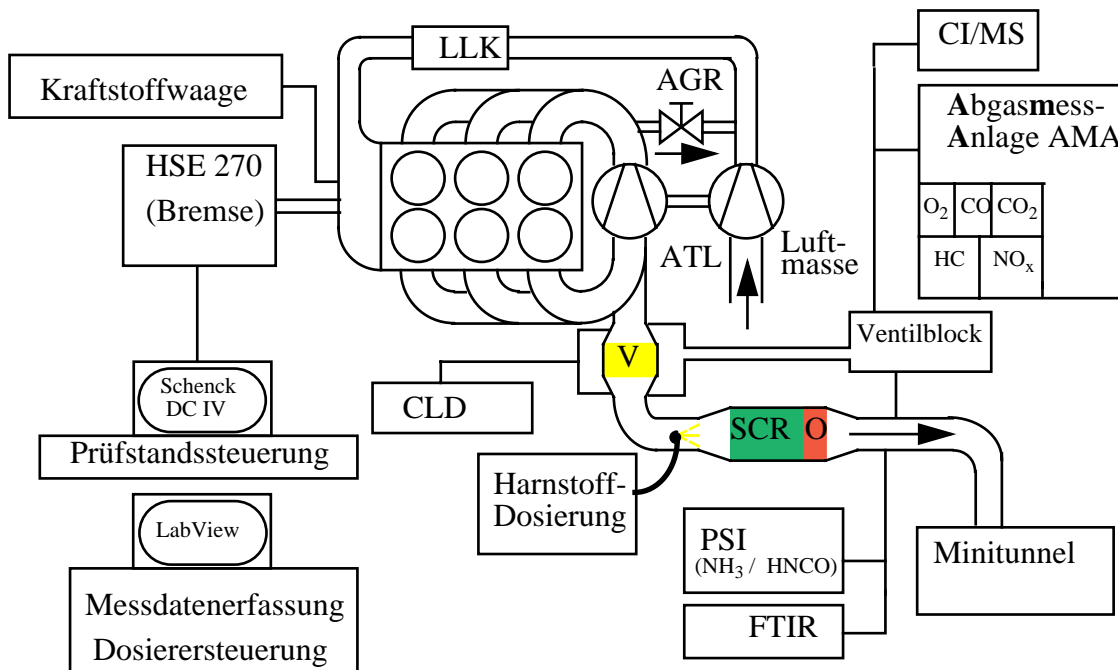 LLK
CI/MS
Kraftstoffwaage
AGR
Abgasmess-
Anlage AMA
HSE 270
(Bremse)
O2 CO CO2
HC NOx
ATL
Luft-
masse
Ventilblock
V
Schenck
DC IV
CLD
Prüfstandssteuerung
SCR O
Harnstoff-
Dosierung
LabView
PSI
(NH3 / HNCO)
Minitunnel
Messdatenerfassung
Dosierersteuerung
FTIR